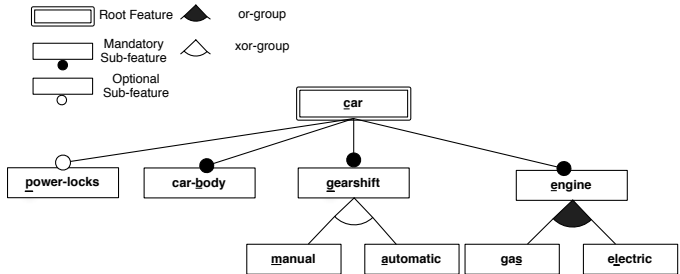 Root Feature
or-group
Mandatory
Sub-feature
xor-group
Optional
Sub-feature
car
power-locks
car-body
gearshift
engine
manual
automatic
gas
electric